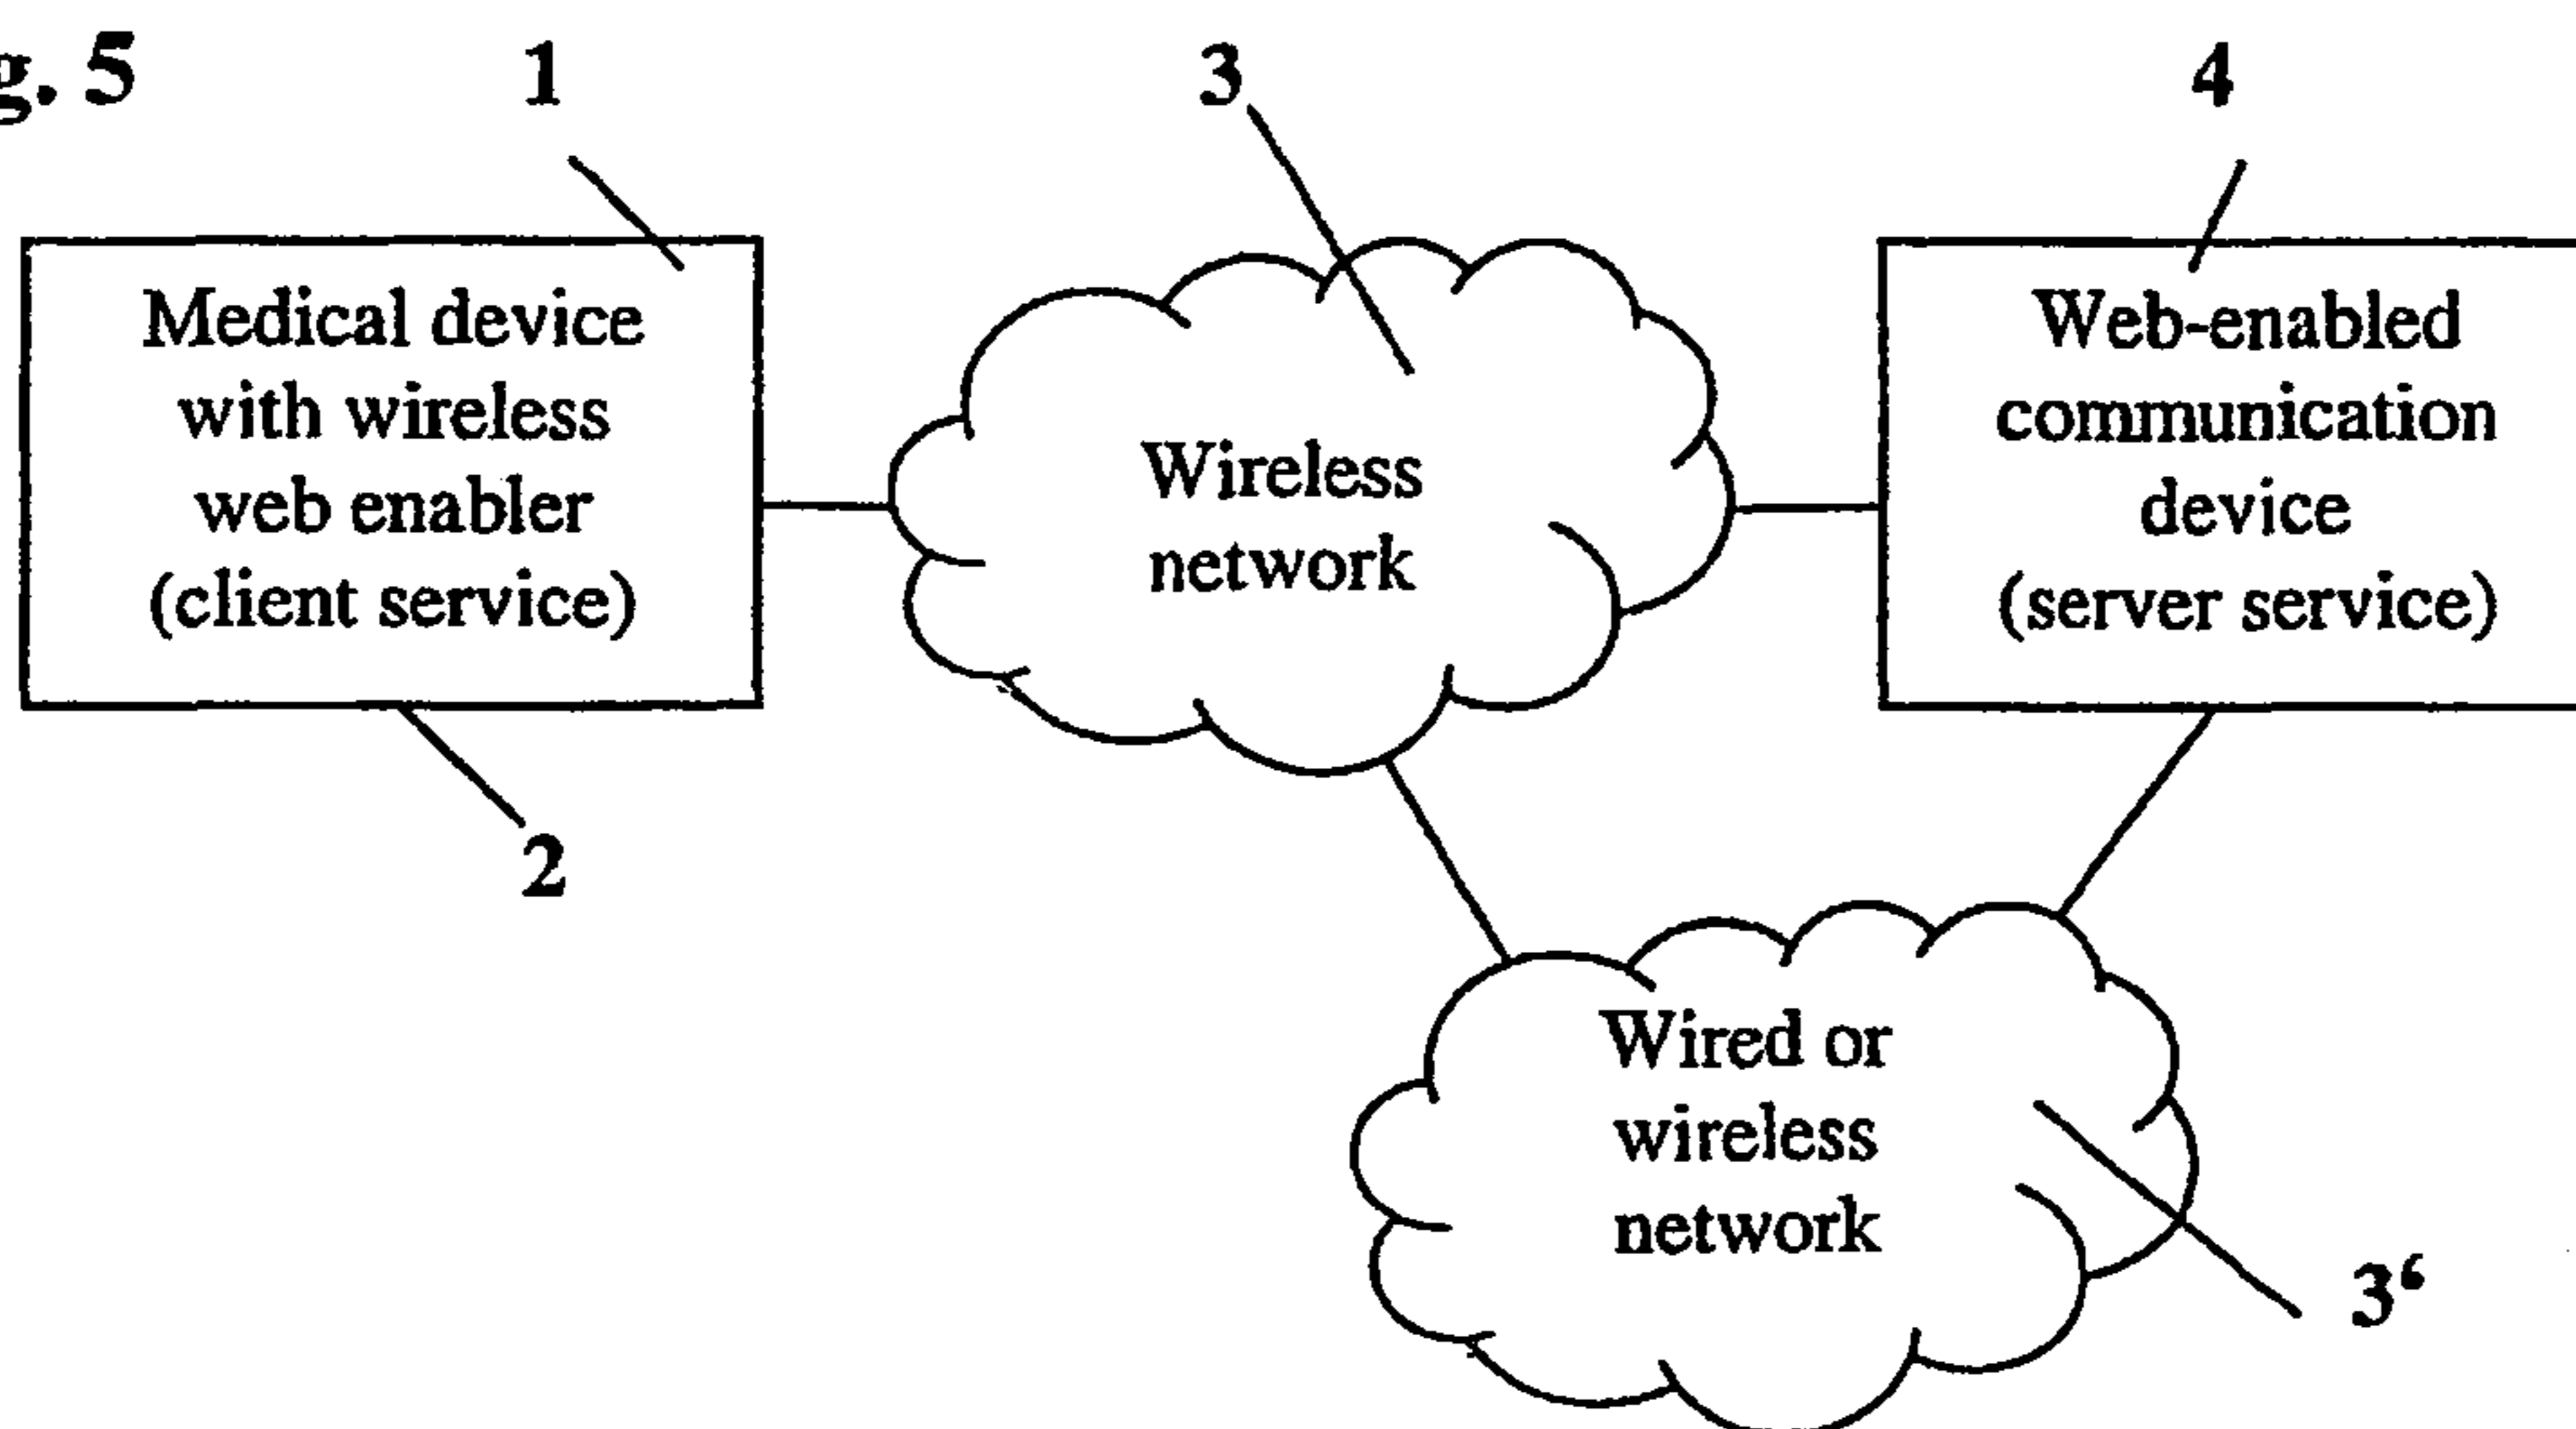 g. 5
1
3
4
Medical device
with wireless
web enabler
(client service)
Wireless
network
Web-enabled
communication
device
(server service)
2
Wired or
wireless
network
3‘